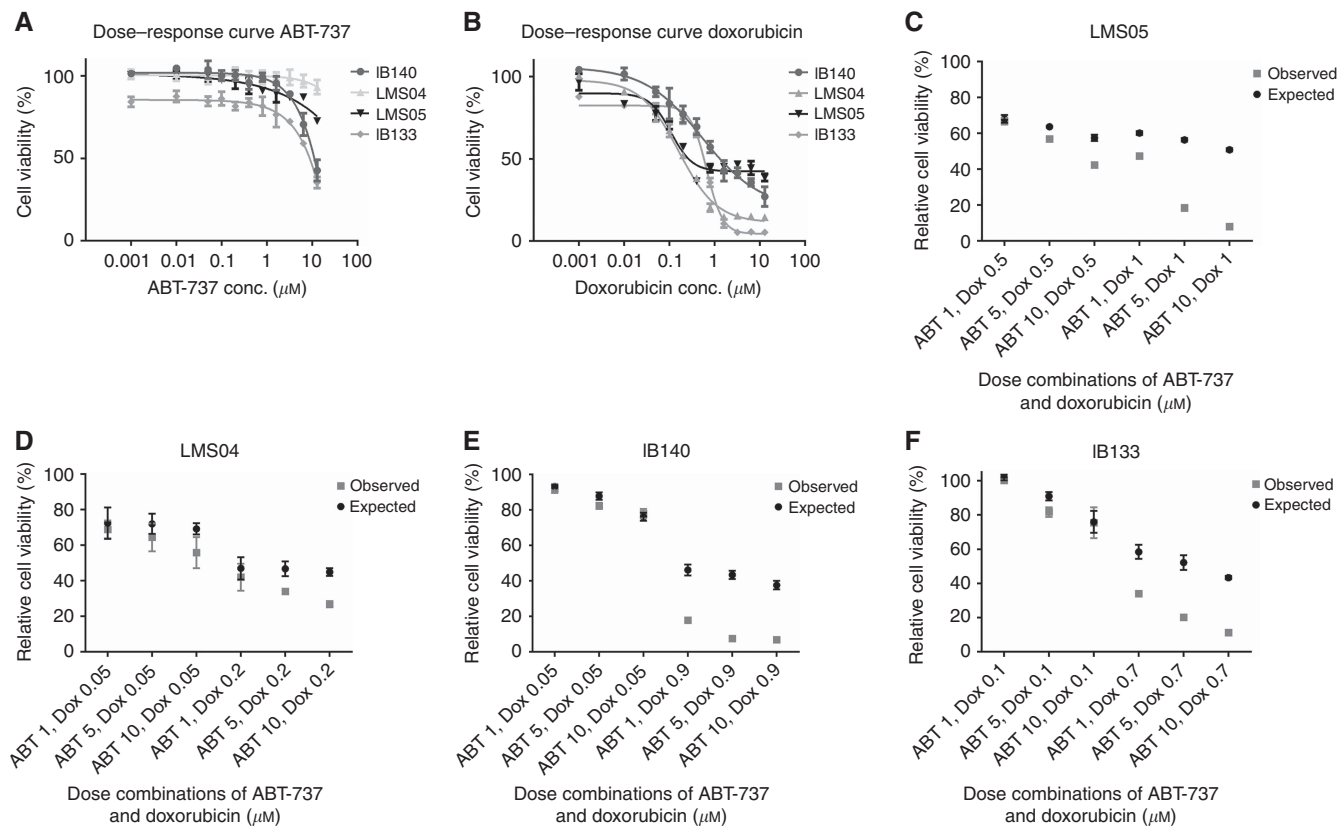 A
Dose–response curve ABT-737
Cell viability (%)
100
50
0
0.001 0.01 0.1 1 10 100
ABT-737 conc. (μM)
IB140
LMS04
LMS05
IB133
B
Dose–response curve doxorubicin
Cell viability (%)
100
50
0
0.001 0.01 0.1 1 10 100
Doxorubicin conc. (μM)
IB140
LMS04
LMS05
IB133
C
LMS05
Relative cell viability (%)
100
80
60
40
20
0
ABT 1, Dox 0.5
ABT 5, Dox 0.5
ABT 10, Dox 0.5
ABT 1, Dox 1
ABT 5, Dox 1
ABT 10, Dox 1
Dose combinations of ABT-737
and doxorubicin (μM)
Observed
Expected
D
LMS04
Relative cell viability (%)
100
80
60
40
20
0
ABT 1, Dox 0.05
ABT 5, Dox 0.05
ABT 10, Dox 0.05
ABT 1, Dox 0.2
ABT 5, Dox 0.2
ABT 10, Dox 0.2
Dose combinations of ABT-737
and doxorubicin (μM)
Observed
Expected
E
IB140
Relative cell viability (%)
100
80
60
40
20
0
ABT 1, Dox 0.05
ABT 5, Dox 0.05
ABT 10, Dox 0.05
ABT 1, Dox 0.9
ABT 5, Dox 0.9
ABT 10, Dox 0.9
Dose combinations of ABT-737
and doxorubicin (μM)
Observed
Expected
F
IB133
Relative cell viability (%)
100
80
60
40
20
0
ABT 1, Dox 0.1
ABT 5, Dox 0.1
ABT 10, Dox 0.1
ABT 1, Dox 0.7
ABT 5, Dox 0.7
ABT 10, Dox 0.7
Dose combinations of ABT-737
and doxorubicin (μM)
Observed
Expected